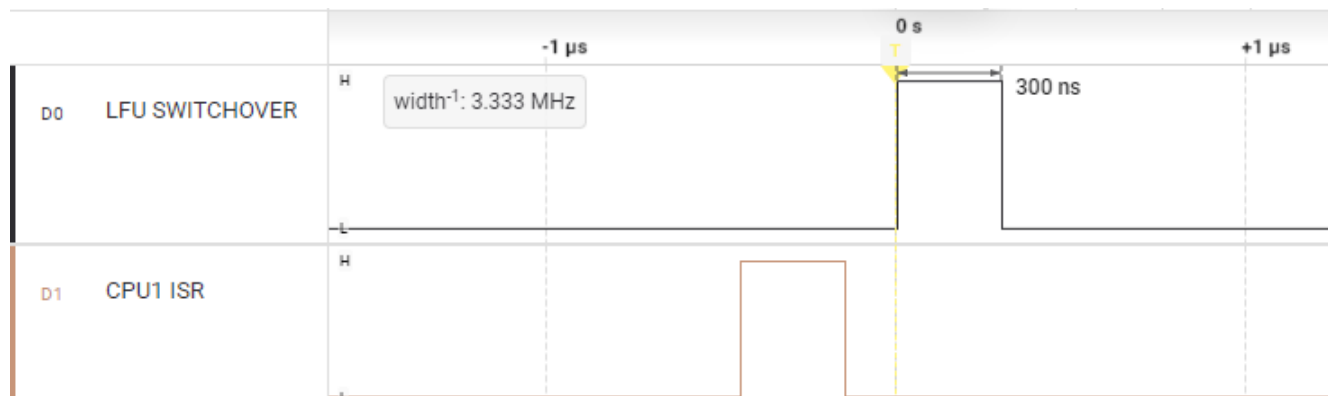 0 s
-1 µs
T
+1 µs
H
300 ns
width⁻¹: 3.333 MHz
D0 LFU SWITCHOVER
L
H
D1 CPU1 ISR